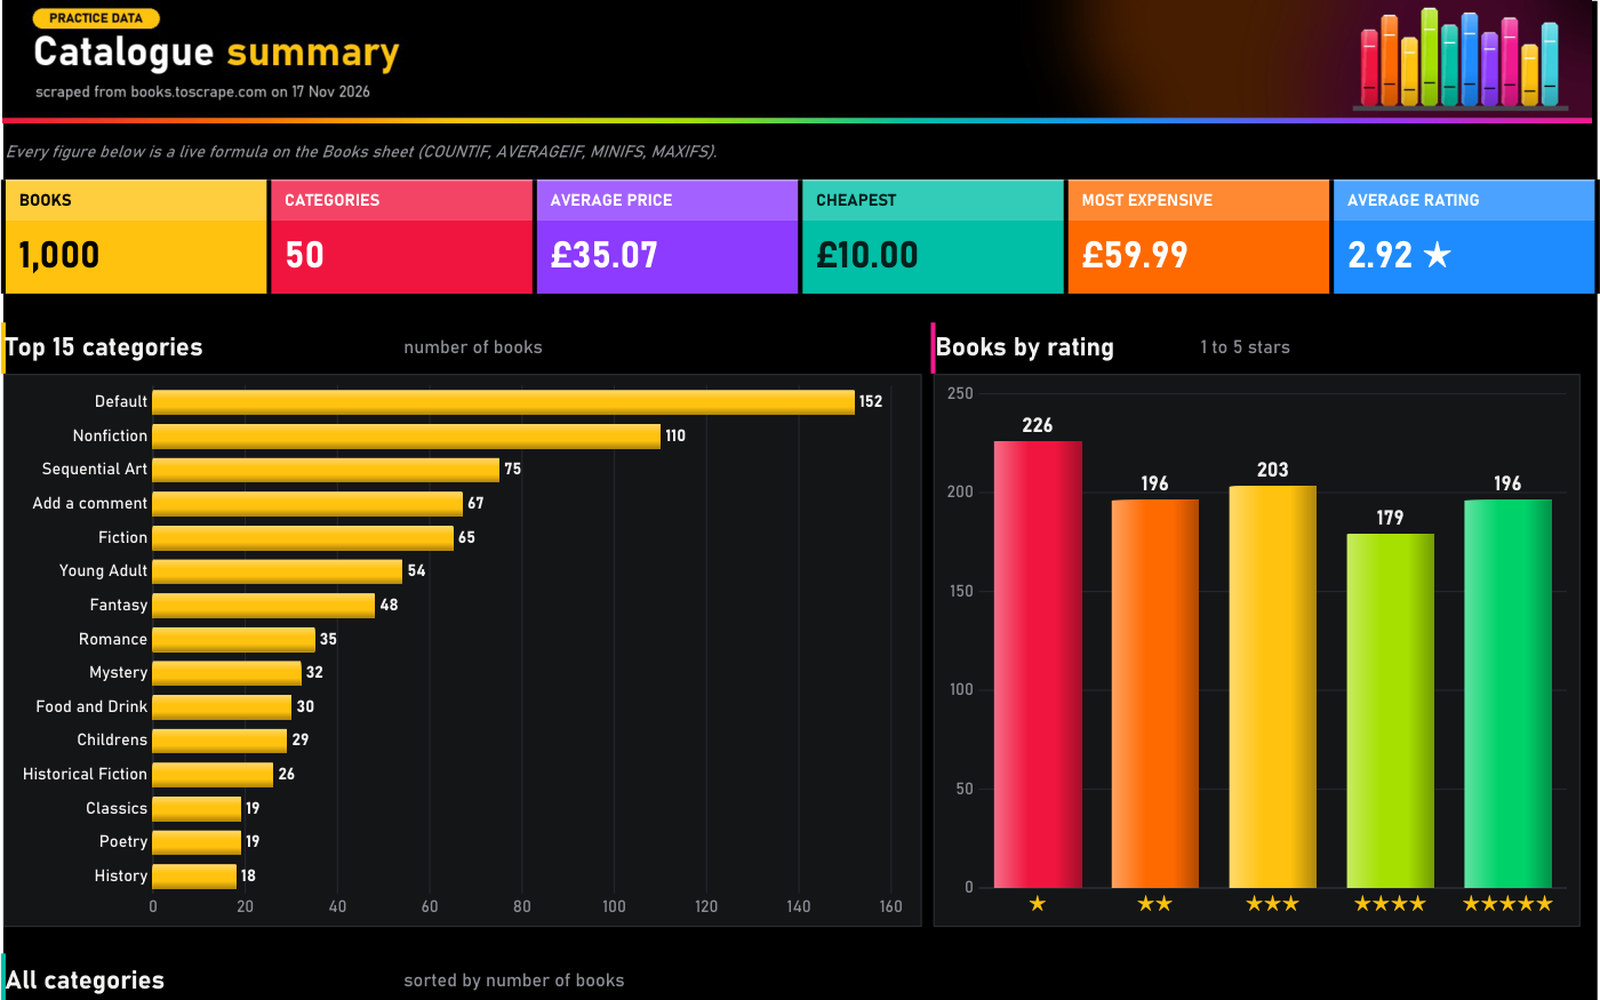 PRACTICE DATA
Catalogue summary
scraped from books.toscrape.com on 17 Nov 2026
Every figure below is a live formula on the Books sheet (COUNTIF, AVERAGEIF, MINIFS, MAXIFS).
BOOKS
1,000
CATEGORIES
50
AVERAGE PRICE
£35.07
CHEAPEST
£10.00
MOST EXPENSIVE
£59.99
AVERAGE RATING
2.92 ★
Top 15 categories number of books
Default 152
Nonfiction 110
Sequential Art 75
Add a comment 67
Fiction 65
Young Adult 54
Fantasy 48
Romance 35
Mystery 32
Food and Drink 30
Childrens 29
Historical Fiction 26
Classics 19
Poetry 19
History 18
0 20 40 60 80 100 120 140 160
Books by rating 1 to 5 stars
250
200
150
100
50
0
226 196 203 179 196
★ ★★ ★★★ ★★★★ ★★★★★
All categories sorted by number of books